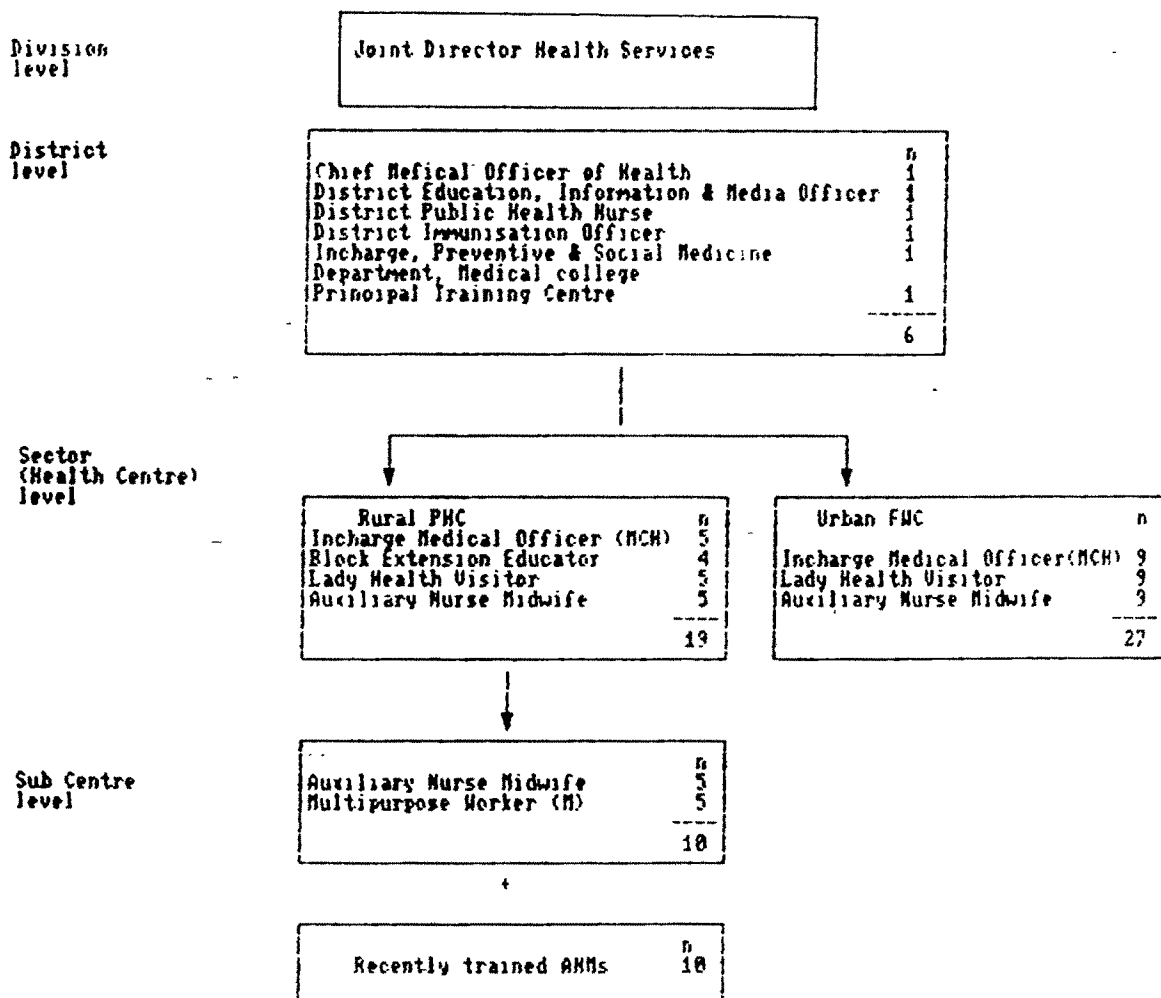 Division
level
Joint Director Health Services
District
level
n
Chief Mefical Officer of Health 1
District Education, Information & Media Officer 1
District Public Health Nurse 1
District Immunisation Officer 1
Incharge, Preventive & Social Medicine 1
Department, Medical college
Principal Training Centre 1
------
6
Sector
(Health Centre)
level
Rural PHC n
Incharge Medical Officer (MCH) 5
Block Extension Educator 4
Lady Health Visitor 5
Auxiliary Nurse Midwife 5
----
19
Urban FWC n
Incharge Medical Officer(MCH) 9
Lady Health Visitor 9
Auxiliary Nurse Midwife 9
-----
27
Sub Centre
level
n
Auxiliary Nurse Midwife 5
Multipurpose Worker (M) 5
----
10
+
n
Recently trained ANMs 10